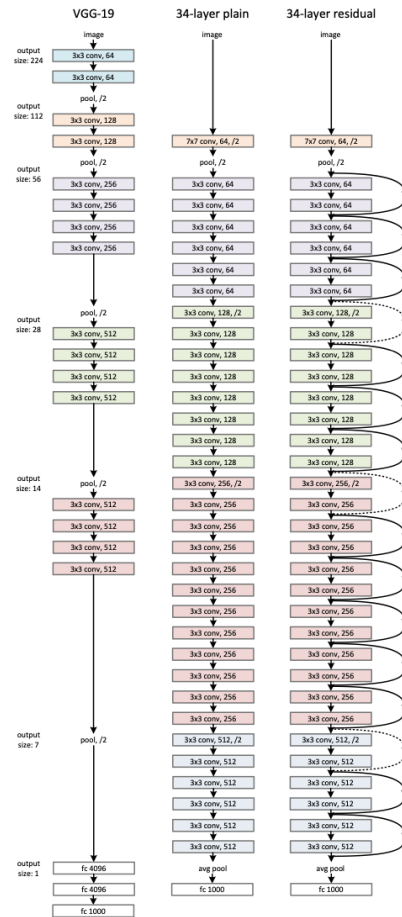 VGG-19
image
3x3 conv, 64
3x3 conv, 64
pool, /2
3x3 conv, 128
3x3 conv, 128
pool, /2
3x3 conv, 256
3x3 conv, 256
3x3 conv, 256
3x3 conv, 256
pool, /2
3x3 conv, 512
3x3 conv, 512
3x3 conv, 512
3x3 conv, 512
pool, /2
3x3 conv, 512
3x3 conv, 512
3x3 conv, 512
3x3 conv, 512
pool, /2
fc 4096
fc 4096
fc 1000
output
size: 224
output
size: 112
output
size: 56
output
size: 28
output
size: 14
output
size: 7
output
size: 1
34-layer plain
image
7x7 conv, 64, /2
pool, /2
3x3 conv, 64
3x3 conv, 64
3x3 conv, 64
3x3 conv, 64
3x3 conv, 64
3x3 conv, 64
3x3 conv, 128, /2
3x3 conv, 128
3x3 conv, 128
3x3 conv, 128
3x3 conv, 128
3x3 conv, 128
3x3 conv, 128
3x3 conv, 128
3x3 conv, 256, /2
3x3 conv, 256
3x3 conv, 256
3x3 conv, 256
3x3 conv, 256
3x3 conv, 256
3x3 conv, 256
3x3 conv, 256
3x3 conv, 256
3x3 conv, 256
3x3 conv, 256
3x3 conv, 256
3x3 conv, 512, /2
3x3 conv, 512
3x3 conv, 512
3x3 conv, 512
3x3 conv, 512
3x3 conv, 512
avg pool
fc 1000
34-layer residual
image
7x7 conv, 64, /2
pool, /2
3x3 conv, 64
3x3 conv, 64
3x3 conv, 64
3x3 conv, 64
3x3 conv, 64
3x3 conv, 64
3x3 conv, 128, /2
3x3 conv, 128
3x3 conv, 128
3x3 conv, 128
3x3 conv, 128
3x3 conv, 128
3x3 conv, 128
3x3 conv, 128
3x3 conv, 256, /2
3x3 conv, 256
3x3 conv, 256
3x3 conv, 256
3x3 conv, 256
3x3 conv, 256
3x3 conv, 256
3x3 conv, 256
3x3 conv, 256
3x3 conv, 256
3x3 conv, 256
3x3 conv, 256
3x3 conv, 512, /2
3x3 conv, 512
3x3 conv, 512
3x3 conv, 512
3x3 conv, 512
3x3 conv, 512
avg pool
fc 1000